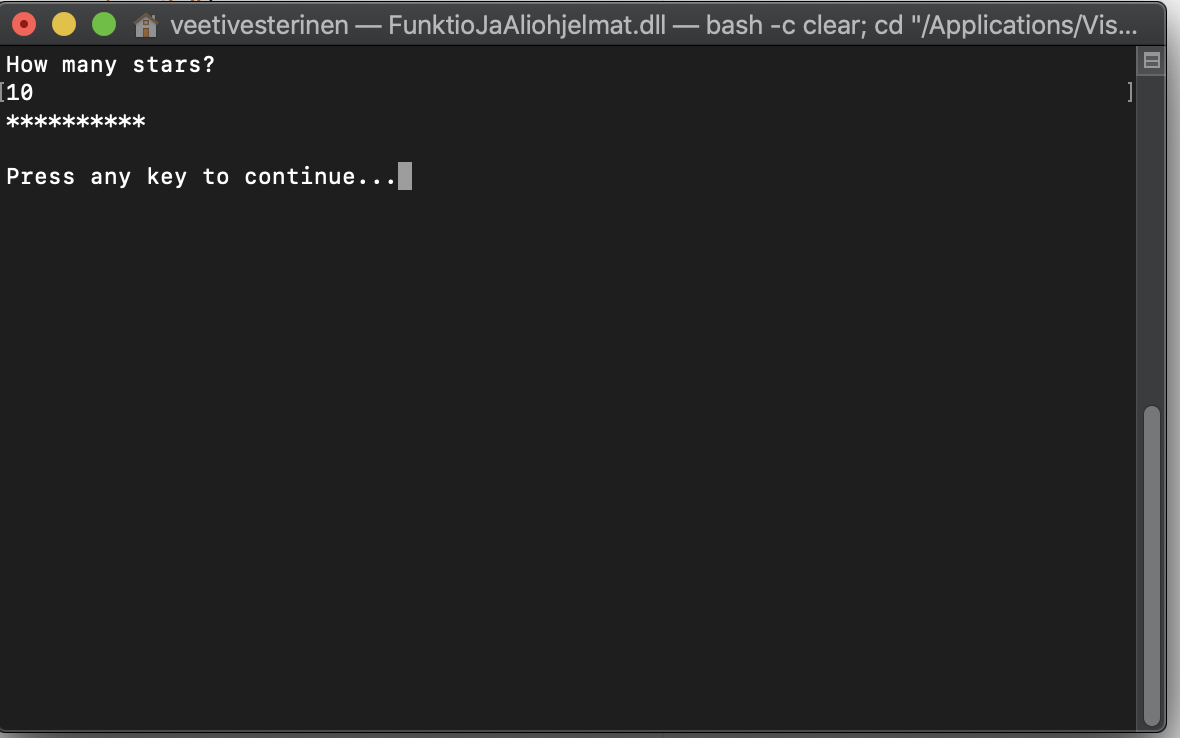 veetivesterinen — FunktioJaAliohjelmat.dll — bash -c clear; cd "/Applications/Vis...
How many stars?
[10 ]
**********
Press any key to continue...